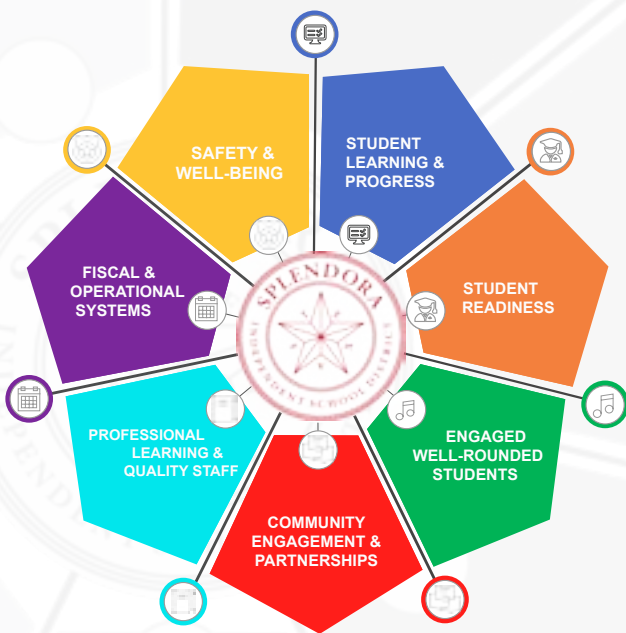 SAFETY &
WELL-BEING
STUDENT
LEARNING &
PROGRESS
FISCAL &
OPERATIONAL
SYSTEMS
STUDENT
READINESS
SPLENDORA
INDEPENDENT SCHOOL DISTRICT
PROFESSIONAL
LEARNING &
QUALITY STAFF
ENGAGED
WELL-ROUNDED
STUDENTS
COMMUNITY
ENGAGEMENT &
PARTNERSHIPS